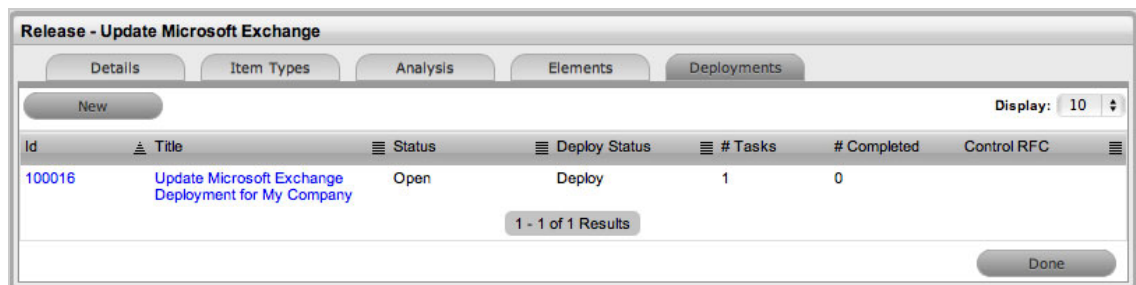 Release - Update Microsoft Exchange
Details Item Types Analysis Elements Deployments
New Display: 10
Id Title Status Deploy Status # Tasks # Completed Control RFC
100016 Update Microsoft Exchange Open Deploy 1 0
Deployment for My Company
1 - 1 of 1 Results
Done